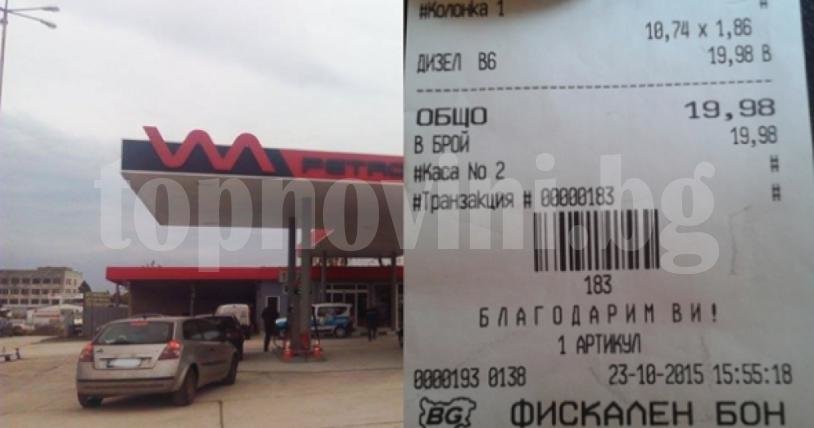 VM PETRO
topnovini.bg
#Колонка 1 #
10,74 x 1,86
ДИЗЕЛ B6 19,98 В
ОБЩО 19,98
В БРОЙ 19,98
#Каса No 2 #
#Транзакция # 00000183 #
183
БЛАГОДАРИМ ВИ!
1 АРТИКУЛ
0000193 0138 23-10-2015 15:55:18
BG ФИСКАЛЕН БОН